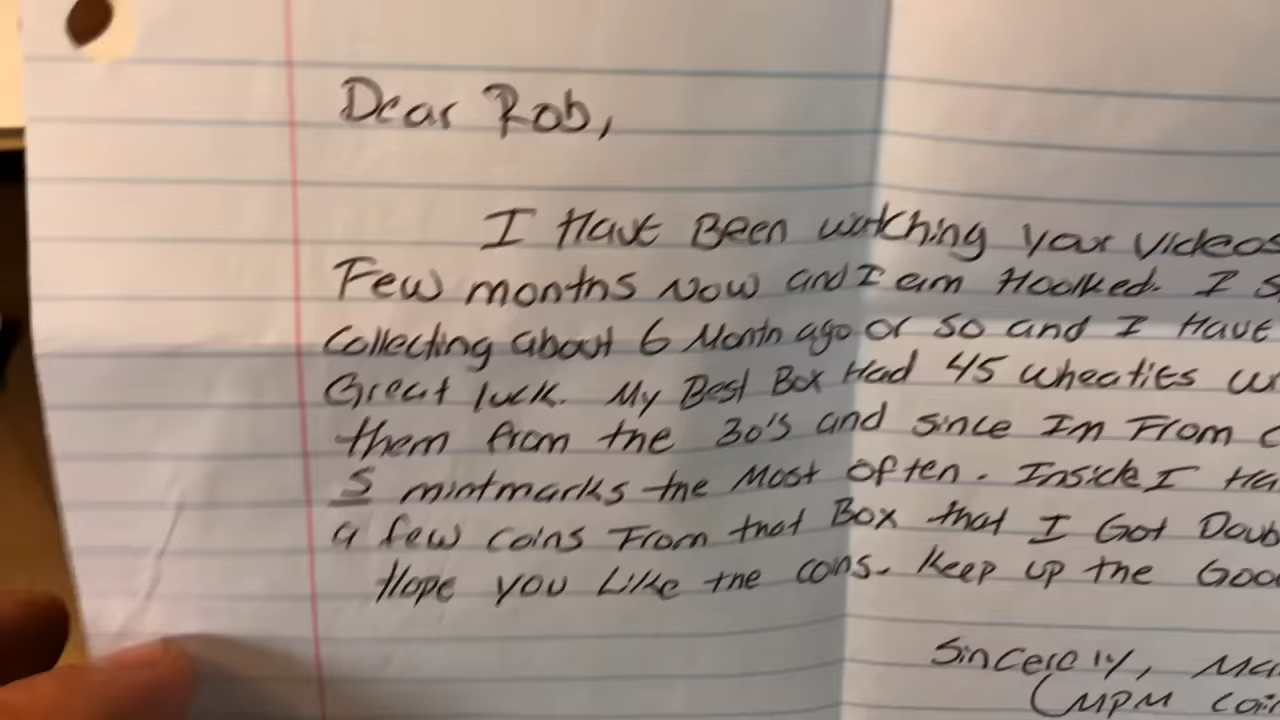 Dear Rob,
I Have Been watching your videos
Few months Now and I am Hooked. I
collecting about 6 Month ago or so and I Have
Great luck. My Best Box Had 45 wheaties
them from the 30's and since Im From
S mintmarks the Most often. Inside I
a few coins From that Box that I Got
Hope you Like the coins. Keep up the
Sincerely,
(MPM